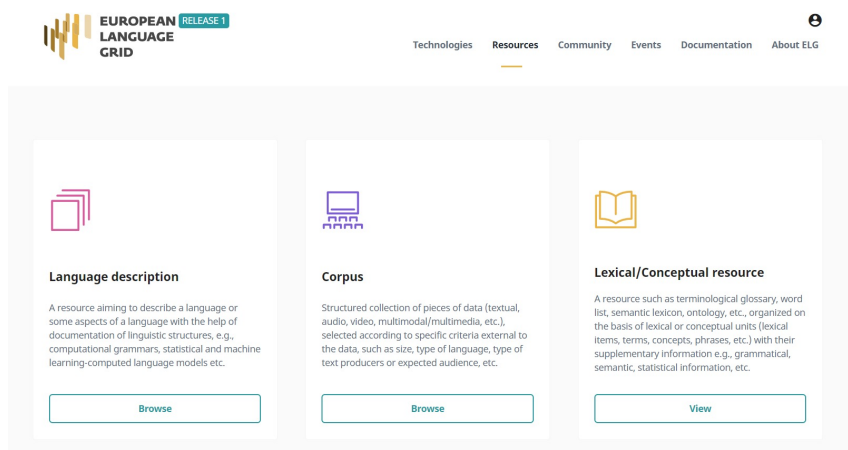 EUROPEAN RELEASE 1
LANGUAGE
GRID
Technologies Resources Community Events Documentation About ELG
Language description
A resource aiming to describe a language or
some aspects of a language with the help of
documentation of linguistic structures, e.g.,
computational grammars, statistical and machine
learning-computed language models etc.
Browse
Corpus
Structured collection of pieces of data (textual,
audio, video, multimodal/multimedia, etc.),
selected according to specific criteria external to
the data, such as size, type of language, type of
text producers or expected audience, etc.
Browse
Lexical/Conceptual resource
A resource such as terminological glossary, word
list, semantic lexicon, ontology, etc., organized on
the basis of lexical or conceptual units (lexical
items, terms, concepts, phrases, etc.) with their
supplementary information e.g., grammatical,
semantic, statistical information, etc.
View